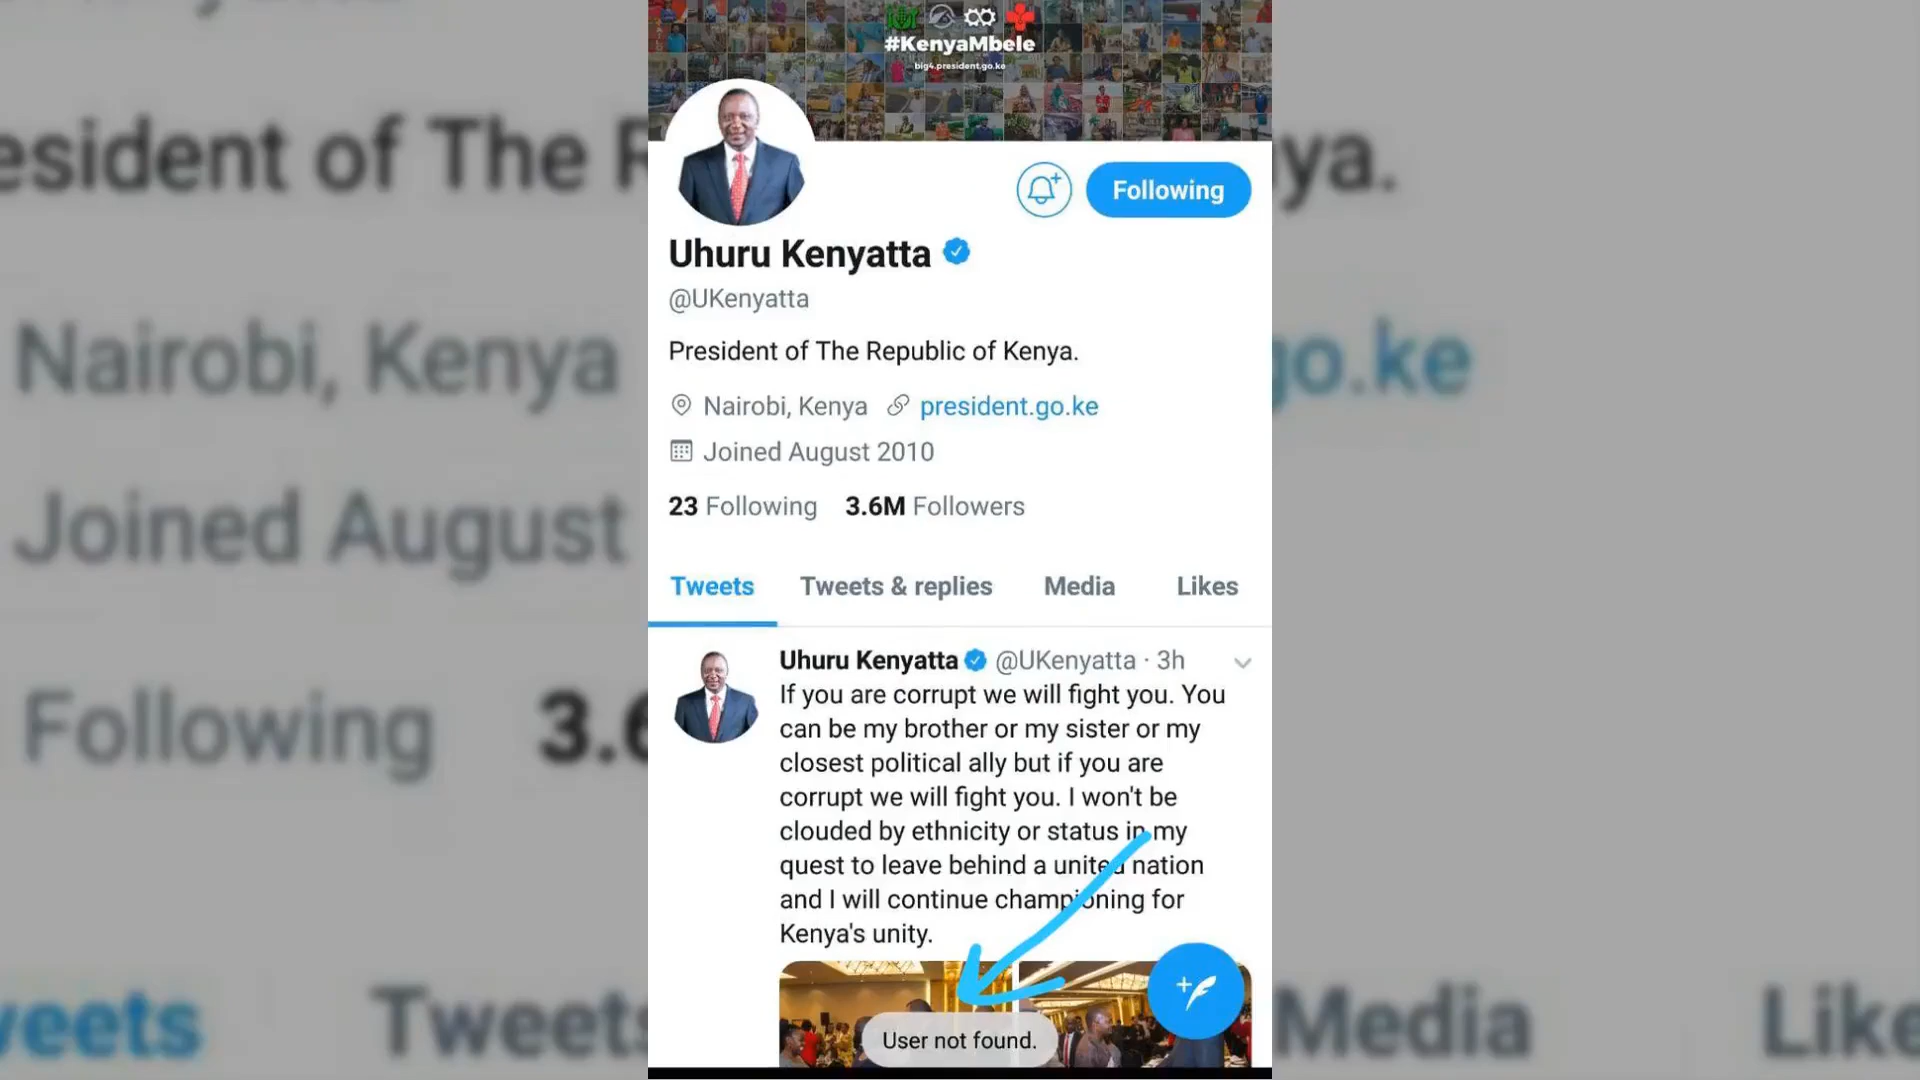 #KenyaMbele
big4.president.go.ke
Following
Uhuru Kenyatta
@UKenyatta
President of The Republic of Kenya.
Nairobi, Kenya president.go.ke
Joined August 2010
23 Following 3.6M Followers
Tweets Tweets & replies Media Likes
Uhuru Kenyatta @UKenyatta · 3h
If you are corrupt we will fight you. You
can be my brother or my sister or my
closest political ally but if you are
corrupt we will fight you. I won't be
clouded by ethnicity or status in my
quest to leave behind a united nation
and I will continue championing for
Kenya's unity.
User not found.